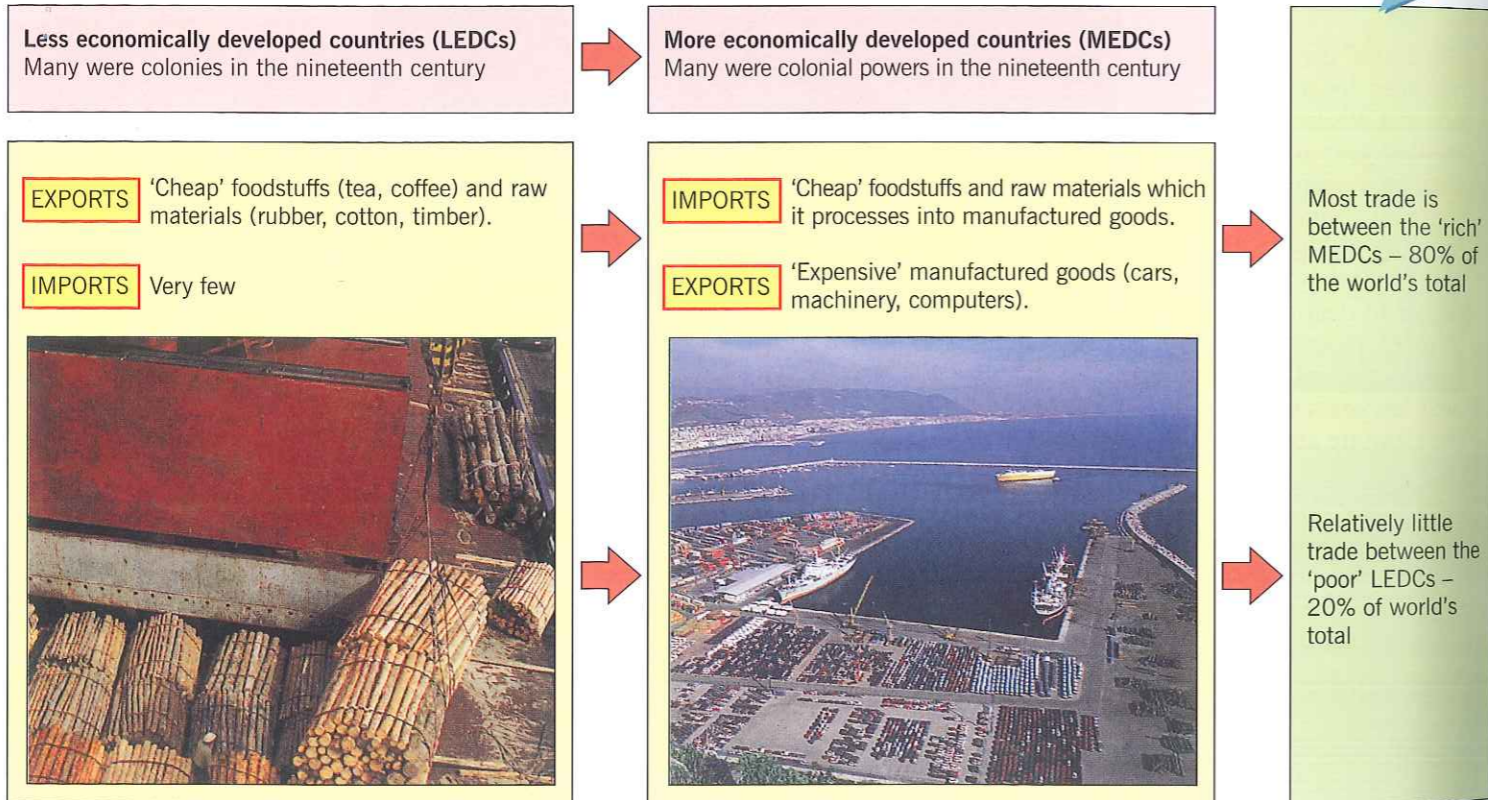 Less economically developed countries (LEDCs)
Many were colonies in the nineteenth century
More economically developed countries (MEDCs)
Many were colonial powers in the nineteenth century
EXPORTS
'Cheap' foodstuffs (tea, coffee) and raw
materials (rubber, cotton, timber).
IMPORTS
Very few
IMPORTS
'Cheap' foodstuffs and raw materials which
it processes into manufactured goods.
EXPORTS
'Expensive' manufactured goods (cars,
machinery, computers).
Most trade is
between the 'rich'
MEDCs – 80% of
the world's total
Relatively little
trade between the
'poor' LEDCs –
20% of world's
total